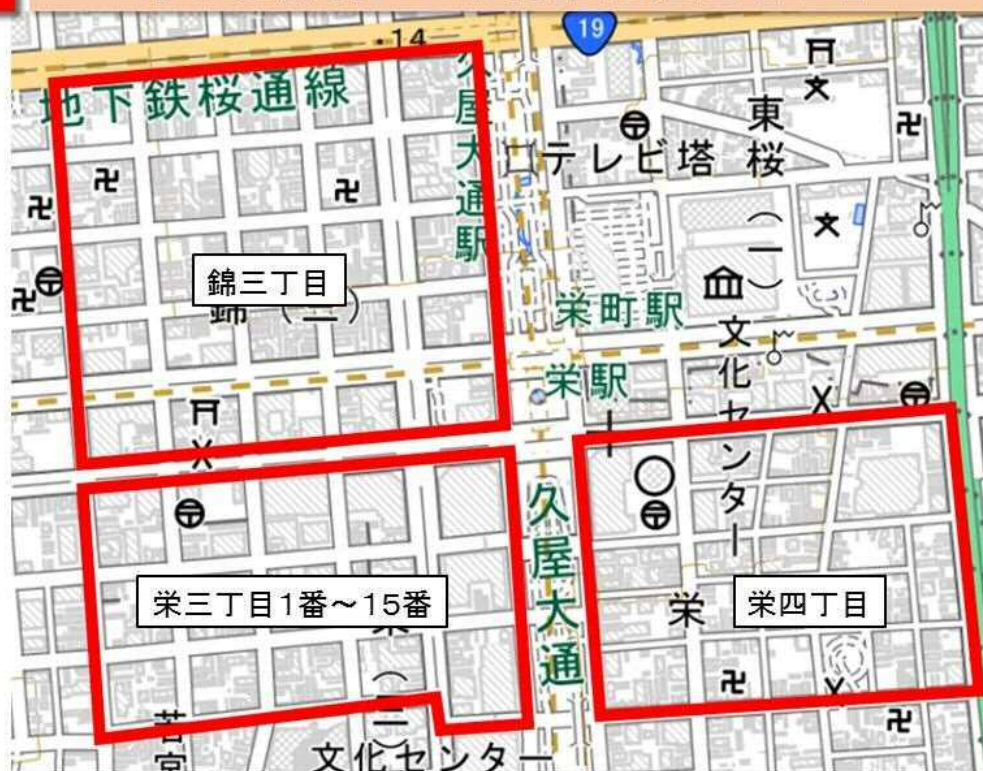 ・14
19
地下鉄桜通線
久屋大通駅
テレビ塔
東桜
(一)
錦三丁目
栄町駅
栄駅
文化センター
久屋大通
栄三丁目1番～15番
栄
栄四丁目
(三)
若宮
文化センター